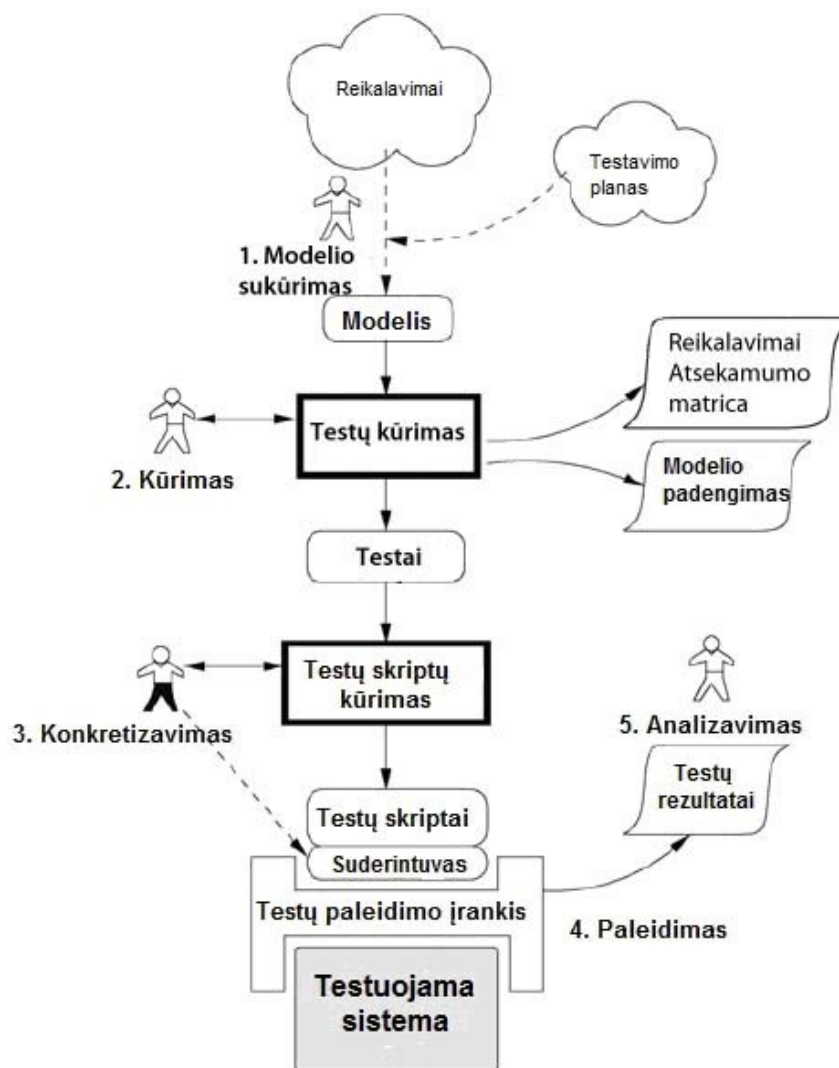 Reikalavimai
Testavimo
planas
1. Modelio
sukūrimas
Modelis
Reikalavimai
Atsekamumo
matrica
Testų kūrimas
2. Kūrimas
Modelio
padengimas
Testai
Testų skriptų
kūrimas
3. Konkretizavimas
5. Analizavimas
Testų
rezultatai
Testų skriptai
Suderintuvas
Testų paleidimo įrankis
4. Paleidimas
Testuojama
sistema